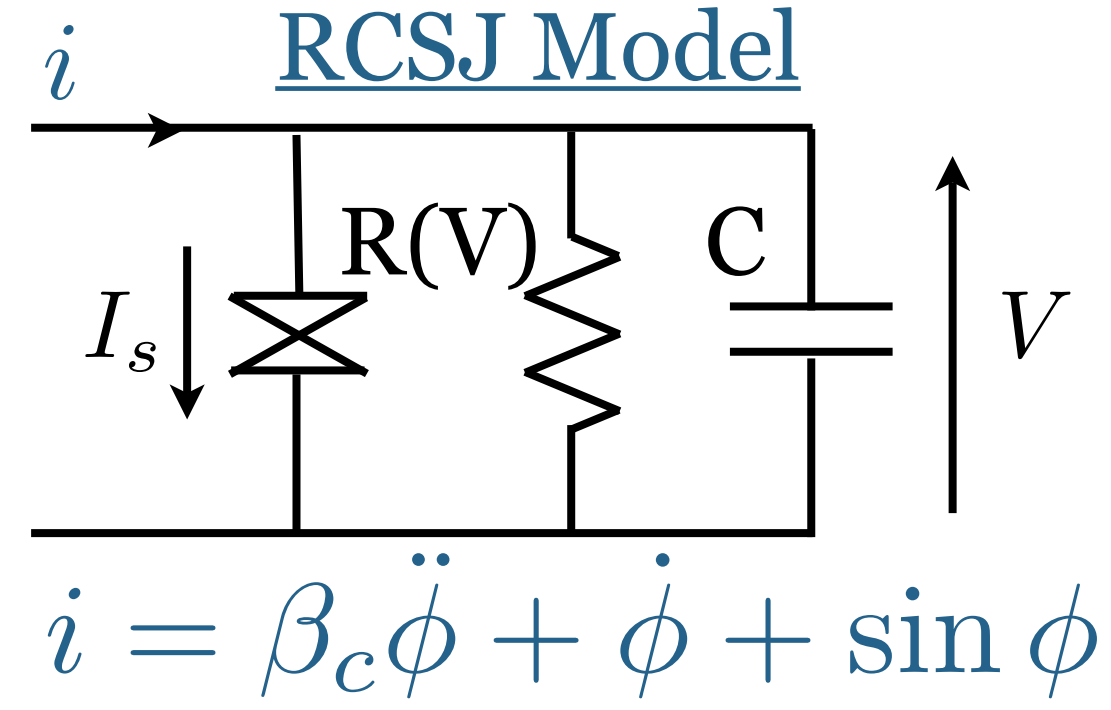 i
RCSJ Model
R(V)
C
I_s
V
i = β_c ϕ̈ + ϕ̇ + sin ϕ